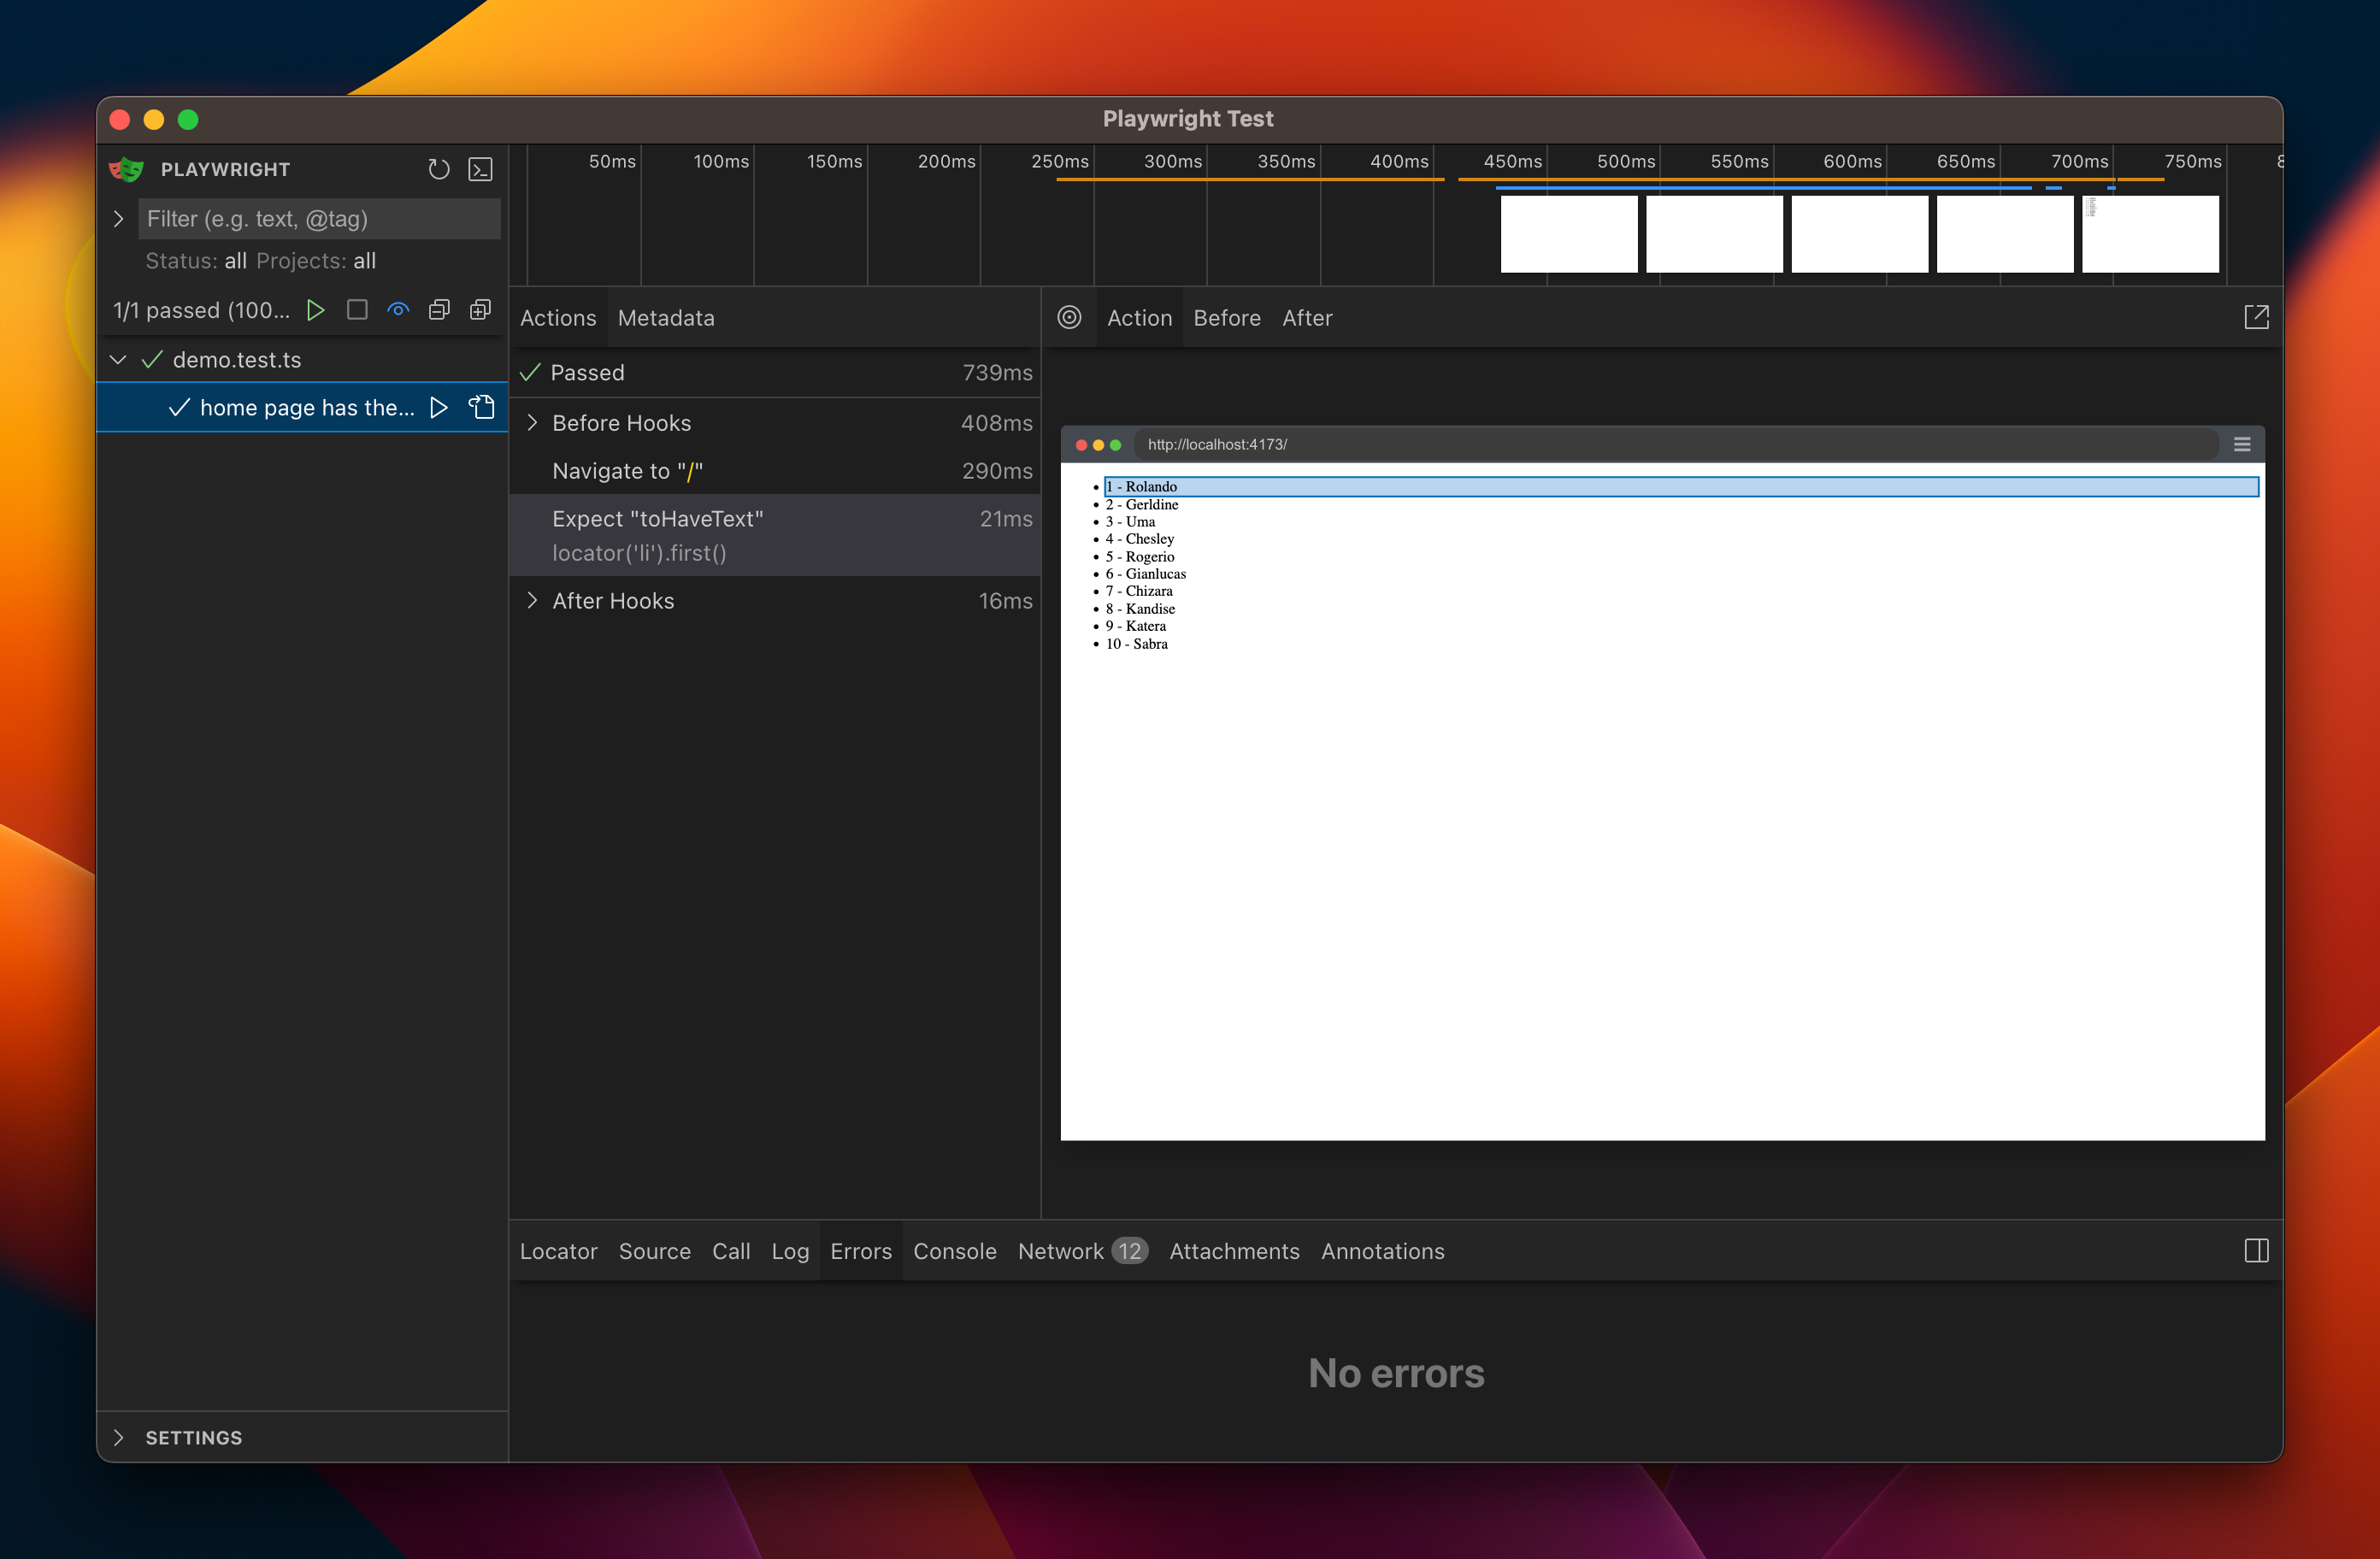 Playwright Test
PLAYWRIGHT
Filter (e.g. text, @tag)
Status: all Projects: all
1/1 passed (100...
demo.test.ts
home page has the...
SETTINGS
50ms 100ms 150ms 200ms 250ms 300ms 350ms 400ms 450ms 500ms 550ms 600ms 650ms 700ms 750ms
Actions Metadata
Passed 739ms
Before Hooks 408ms
Navigate to "/" 290ms
Expect "toHaveText" 21ms
locator('li').first()
After Hooks 16ms
Action Before After
http://localhost:4173/
• 1 - Rolando
• 2 - Gerldine
• 3 - Uma
• 4 - Chesley
• 5 - Rogerio
• 6 - Gianlucas
• 7 - Chizara
• 8 - Kandise
• 9 - Katera
• 10 - Sabra
Locator Source Call Log Errors Console Network 12 Attachments Annotations
No errors